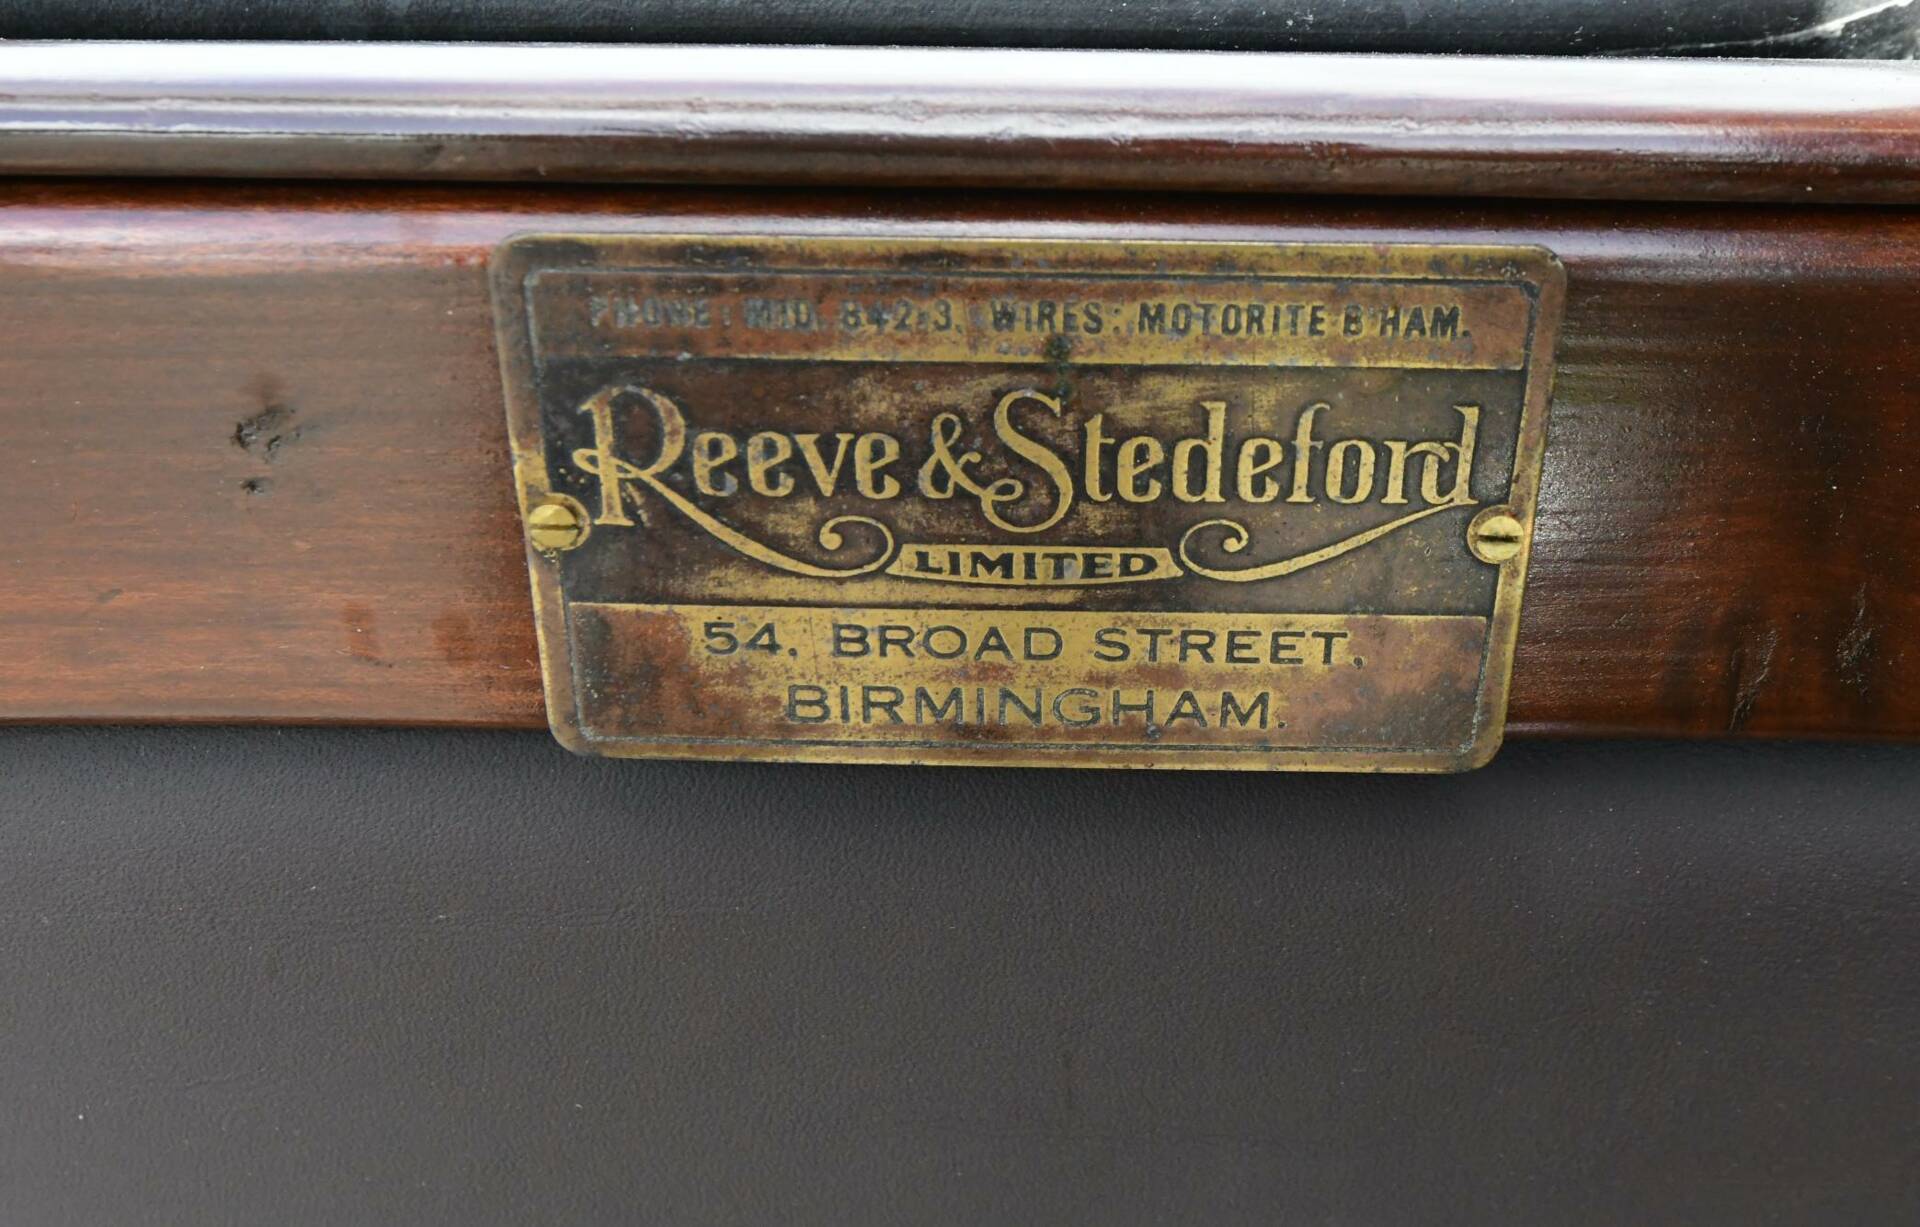 PHONE: MID. 842-3. WIRES: MOTORITE B'HAM.
Reeve & Stedeford
LIMITED
54. BROAD STREET,
BIRMINGHAM.